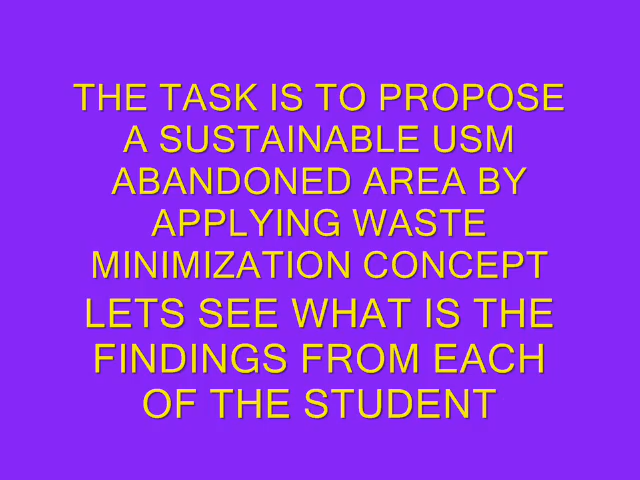 THE TASK IS TO PROPOSE
A SUSTAINABLE USM
ABANDONED AREA BY
APPLYING WASTE
MINIMIZATION CONCEPT
LETS SEE WHAT IS THE
FINDINGS FROM EACH
OF THE STUDENT